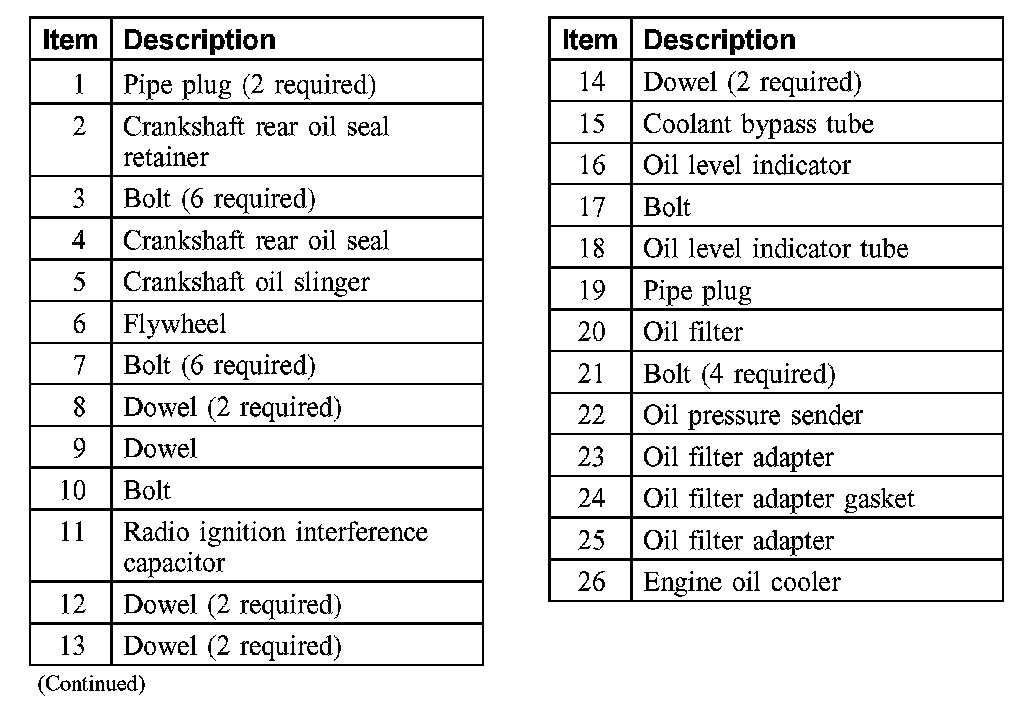 Item Description
1 Pipe plug (2 required)
2 Crankshaft rear oil seal
retainer
3 Bolt (6 required)
4 Crankshaft rear oil seal
5 Crankshaft oil slinger
6 Flywheel
7 Bolt (6 required)
8 Dowel (2 required)
9 Dowel
10 Bolt
11 Radio ignition interference
capacitor
12 Dowel (2 required)
13 Dowel (2 required)
(Continued)
Item Description
14 Dowel (2 required)
15 Coolant bypass tube
16 Oil level indicator
17 Bolt
18 Oil level indicator tube
19 Pipe plug
20 Oil filter
21 Bolt (4 required)
22 Oil pressure sender
23 Oil filter adapter
24 Oil filter adapter gasket
25 Oil filter adapter
26 Engine oil cooler